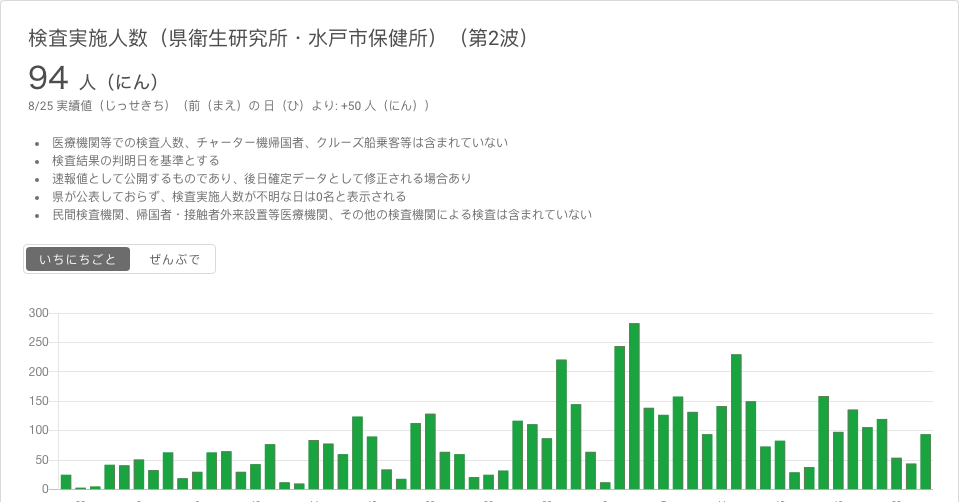 検査実施人数（県衛生研究所・水戸市保健所）（第2波）
94 人（にん）
8/25 実績値（じっせきち）（前（まえ）の 日（ひ）より: +50 人（にん））
医療機関等での検査人数、チャーター機帰国者、クルーズ船乗客等は含まれていない
検査結果の判明日を基準とする
速報値として公開するものであり、後日確定データとして修正される場合あり
県が公表しておらず、検査実施人数が不明な日は0名と表示される
民間検査機関、帰国者・接触者外来設置等医療機関、その他の検査機関による検査は含まれていない
いちにちごと ぜんぶで
300
250
200
150
100
50
0